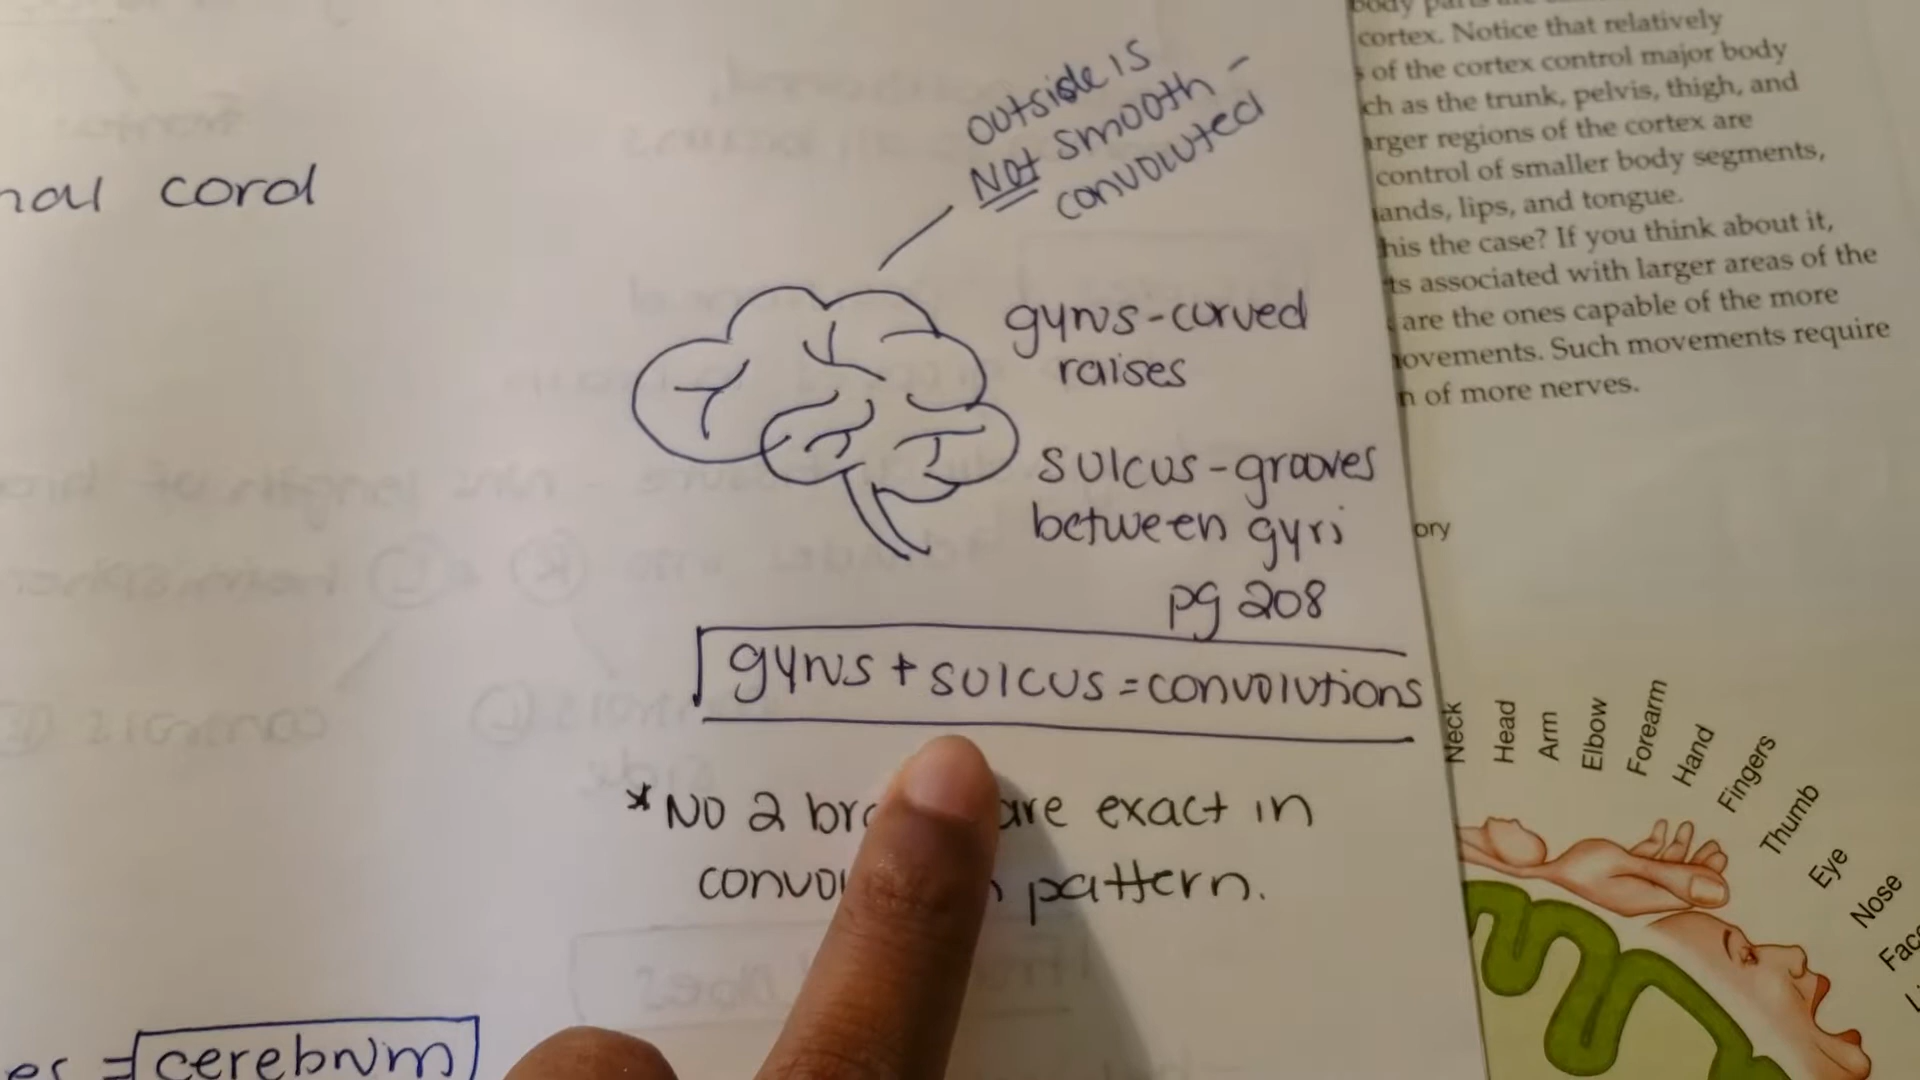 outside is
NOT smooth -
convoluted
nal cord
gyrus-curved
raises
sulcus-grooves
between gyri
pg 208
gyrus + sulcus = convolutions
*No 2 are exact in
pattern.
= cerebrum
cortex. Notice that relatively
of the cortex control major body
ch as the trunk, pelvis, thigh, and
arger regions of the cortex are
control of smaller body segments,
ands, lips, and tongue.
his the case? If you think about it,
ts associated with larger areas of the
are the ones capable of the more
ovements. Such movements require
n of more nerves.
ory
Neck
Head
Arm
Elbow
Forearm
Hand
Fingers
Thumb
Eye
Nose
Fac